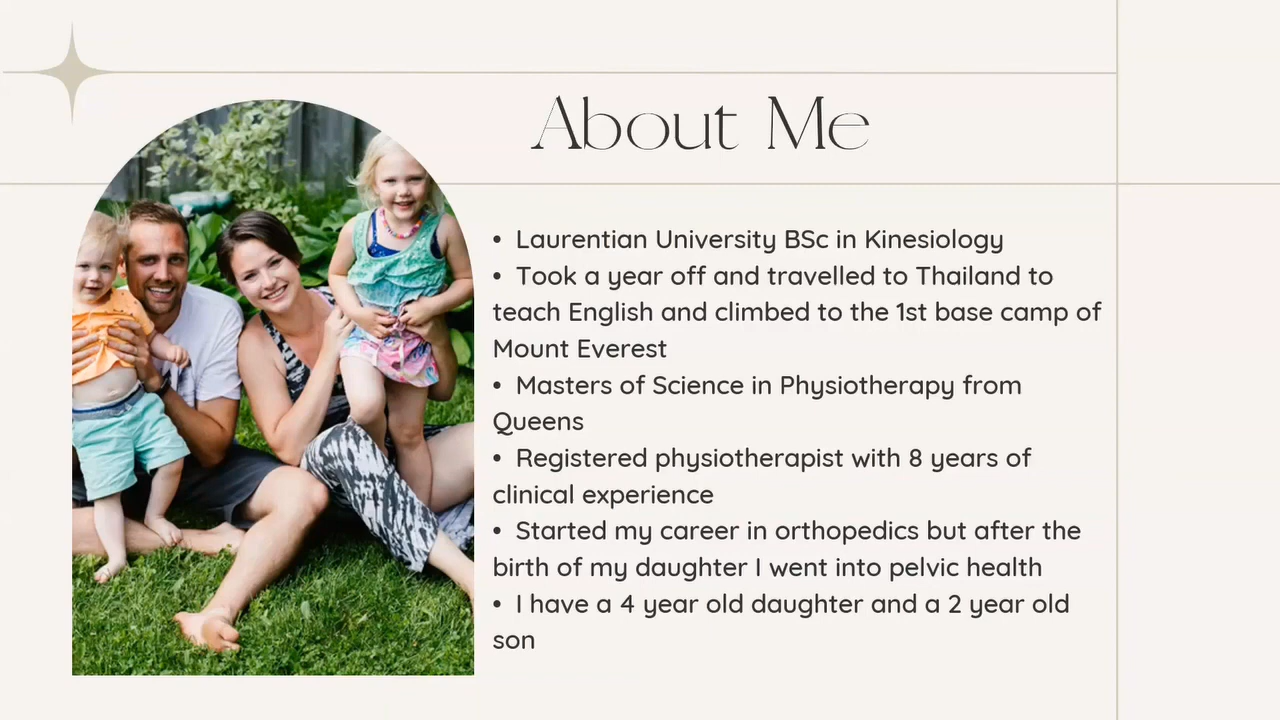 About Me
• Laurentian University BSc in Kinesiology
• Took a year off and travelled to Thailand to
teach English and climbed to the 1st base camp of
Mount Everest
• Masters of Science in Physiotherapy from
Queens
• Registered physiotherapist with 8 years of
clinical experience
• Started my career in orthopedics but after the
birth of my daughter I went into pelvic health
• I have a 4 year old daughter and a 2 year old
son